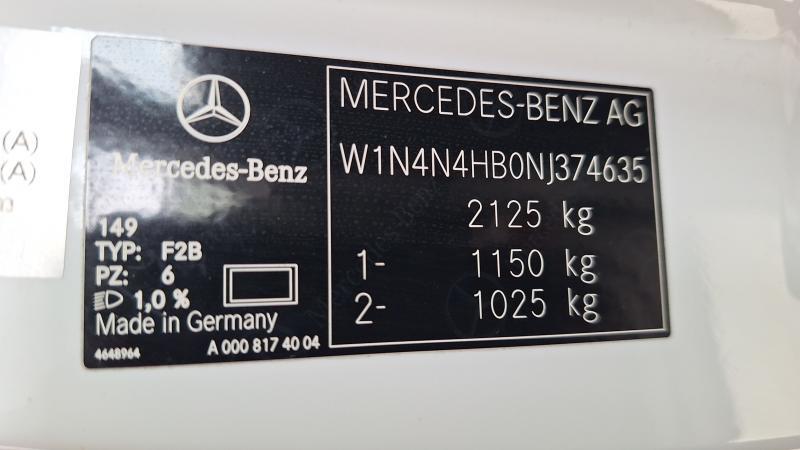 (A)
(A)
m
Mercedes-Benz
149
TYP: F2B
PZ: 6
1,0 %
Made in Germany
4648964 A 000 817 40 04
MERCEDES-BENZ AG
W1N4N4HB0NJ374635
2125 kg
1- 1150 kg
2- 1025 kg